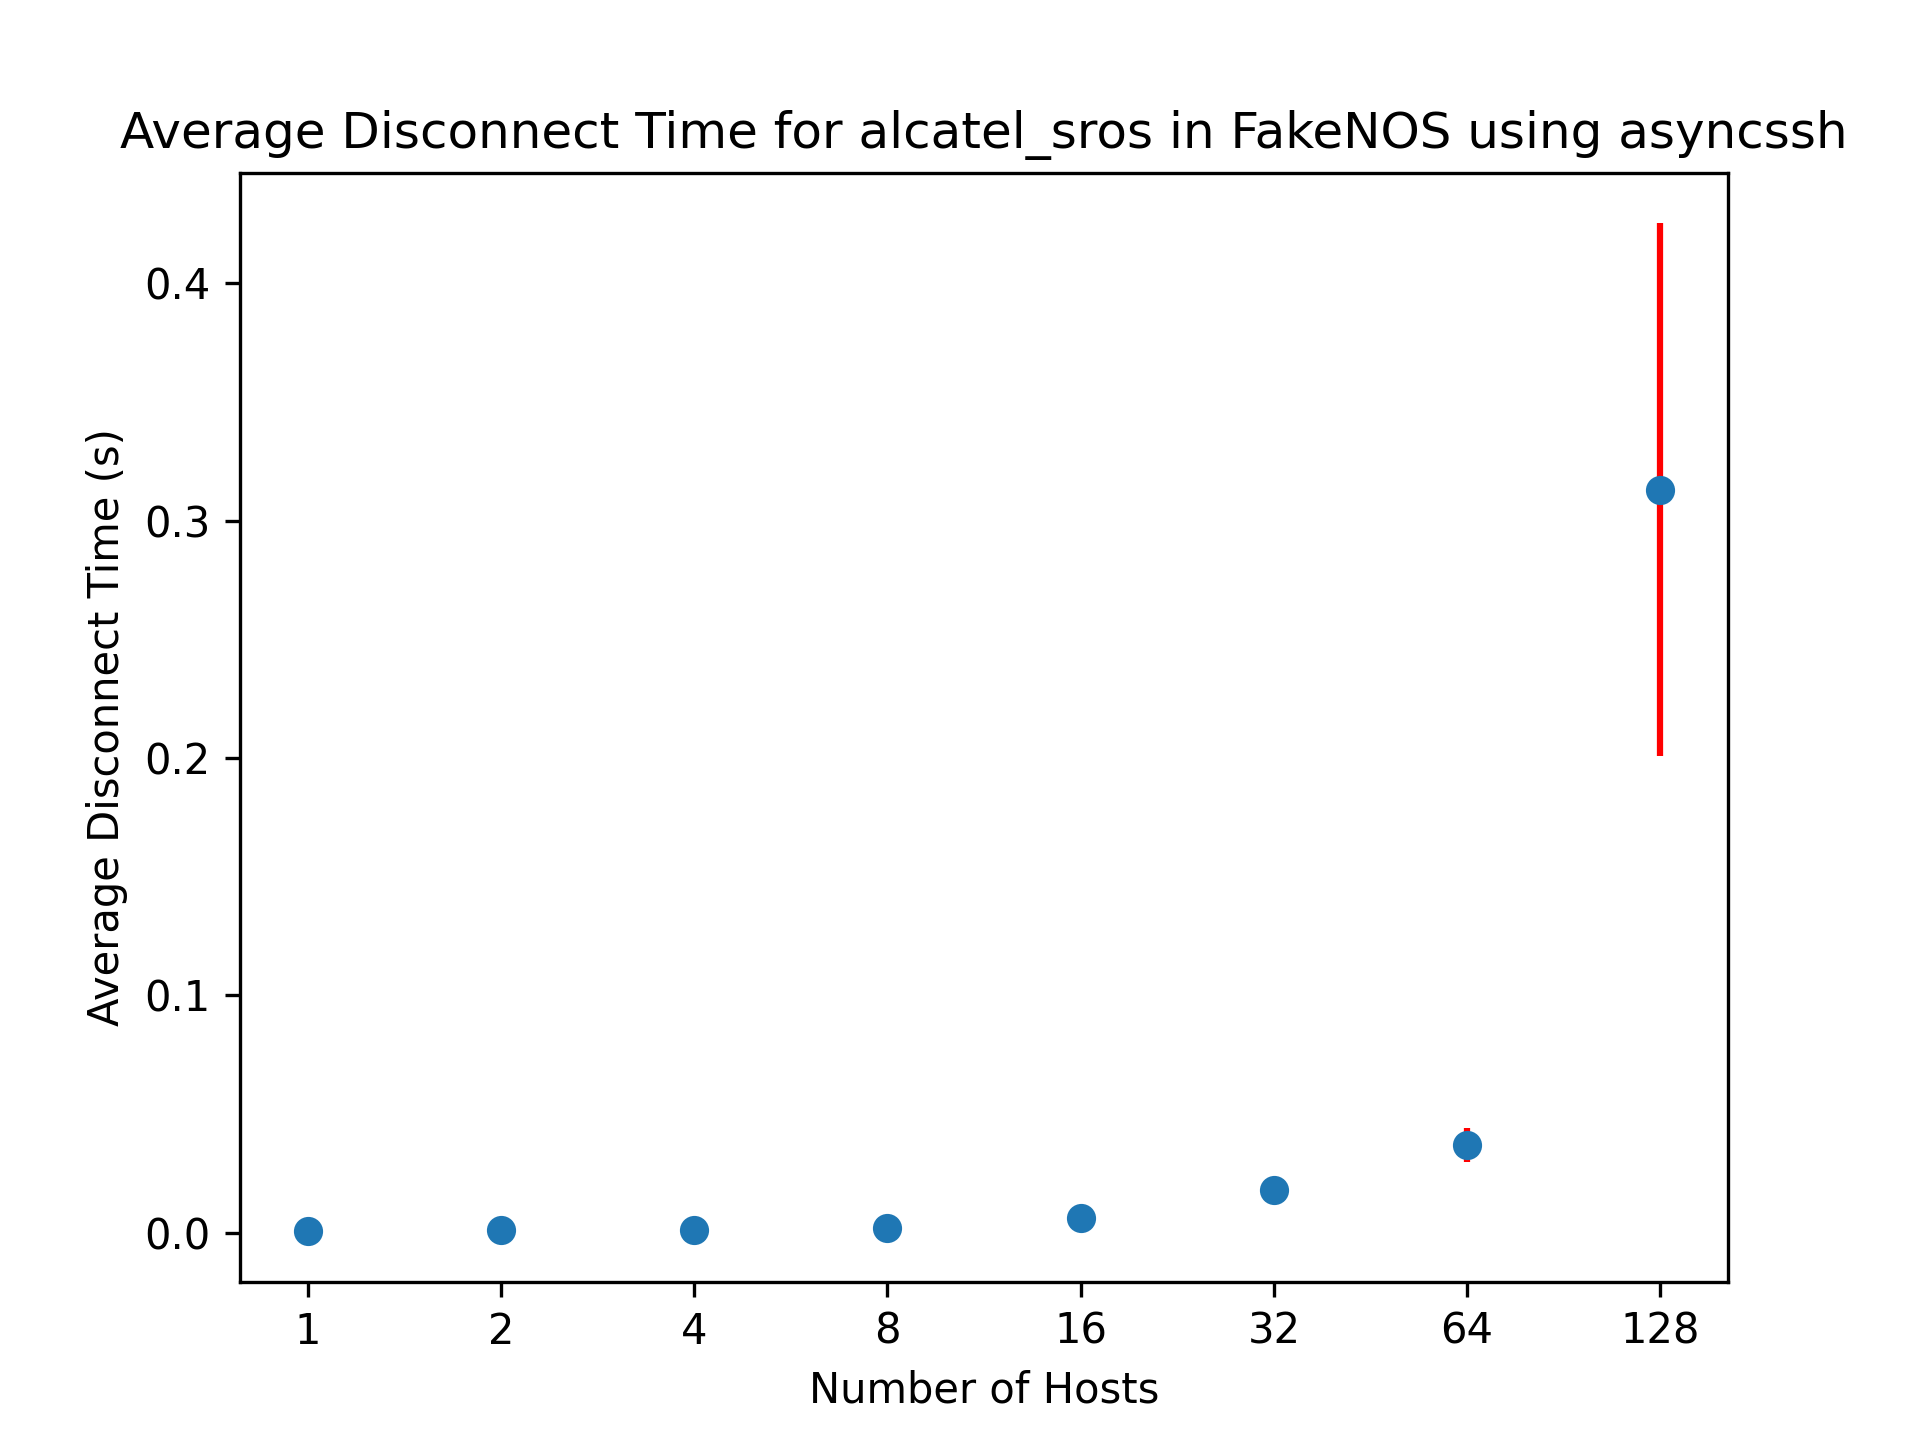 Average Disconnect Time for alcatel_sros in FakeNOS using asyncssh
Average Disconnect Time (s)
0.4
0.3
0.2
0.1
0.0
1 2 4 8 16 32 64 128
Number of Hosts